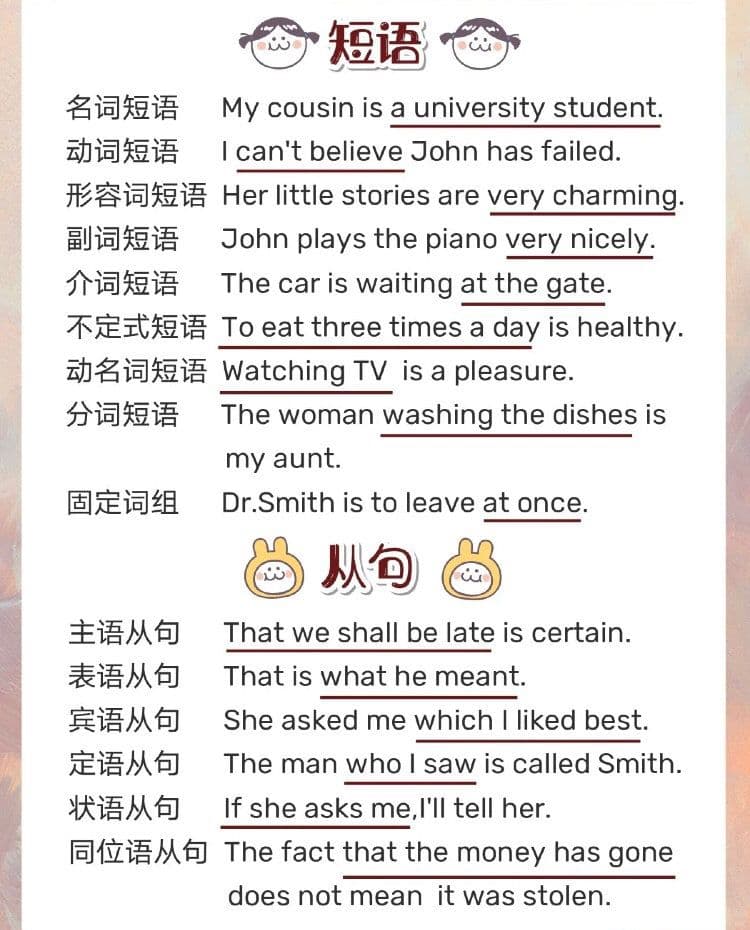 短语
名词短语 My cousin is a university student.
动词短语 I can't believe John has failed.
形容词短语 Her little stories are very charming.
副词短语 John plays the piano very nicely.
介词短语 The car is waiting at the gate.
不定式短语 To eat three times a day is healthy.
动名词短语 Watching TV is a pleasure.
分词短语 The woman washing the dishes is
my aunt.
固定词组 Dr.Smith is to leave at once.
从句
主语从句 That we shall be late is certain.
表语从句 That is what he meant.
宾语从句 She asked me which I liked best.
定语从句 The man who I saw is called Smith.
状语从句 If she asks me,I'll tell her.
同位语从句 The fact that the money has gone
does not mean it was stolen.